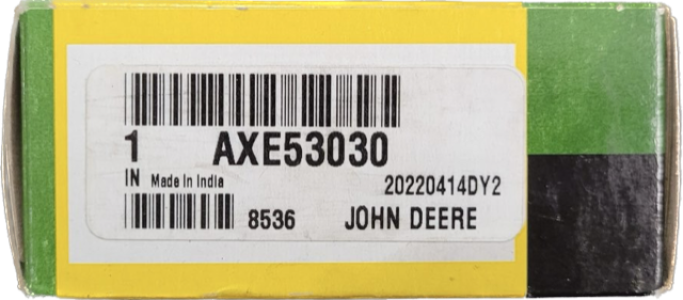 1 AXE53030
IN Made In India 20220414DY2
8536 JOHN DEERE